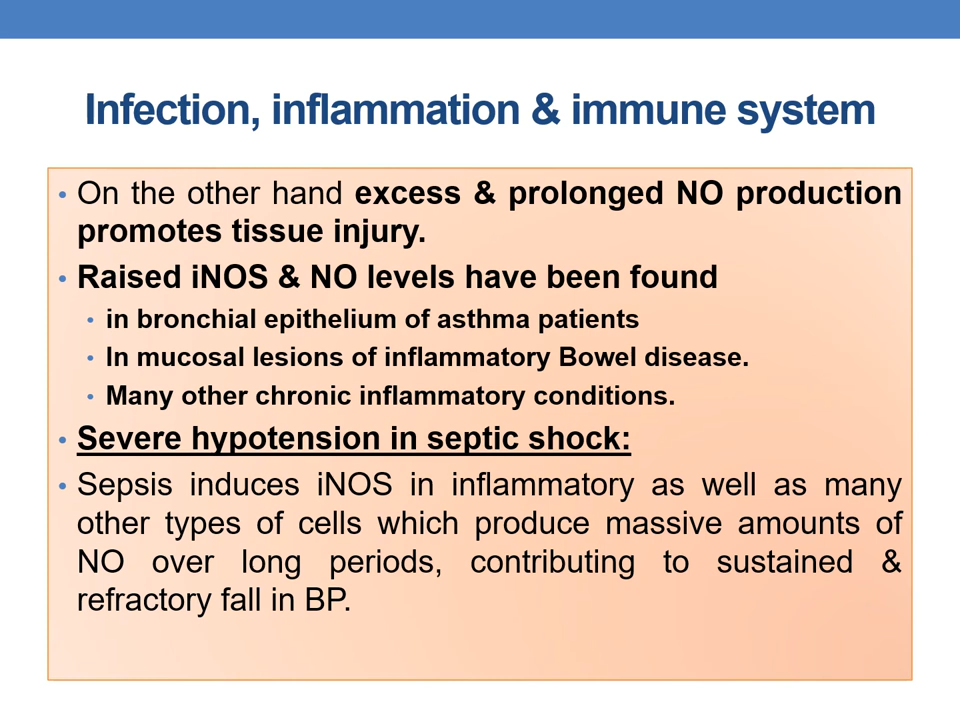 Infection, inflammation & immune system
• On the other hand excess & prolonged NO production
promotes tissue injury.
• Raised iNOS & NO levels have been found
• in bronchial epithelium of asthma patients
• In mucosal lesions of inflammatory Bowel disease.
• Many other chronic inflammatory conditions.
• Severe hypotension in septic shock:
• Sepsis induces iNOS in inflammatory as well as many
other types of cells which produce massive amounts of
NO over long periods, contributing to sustained &
refractory fall in BP.